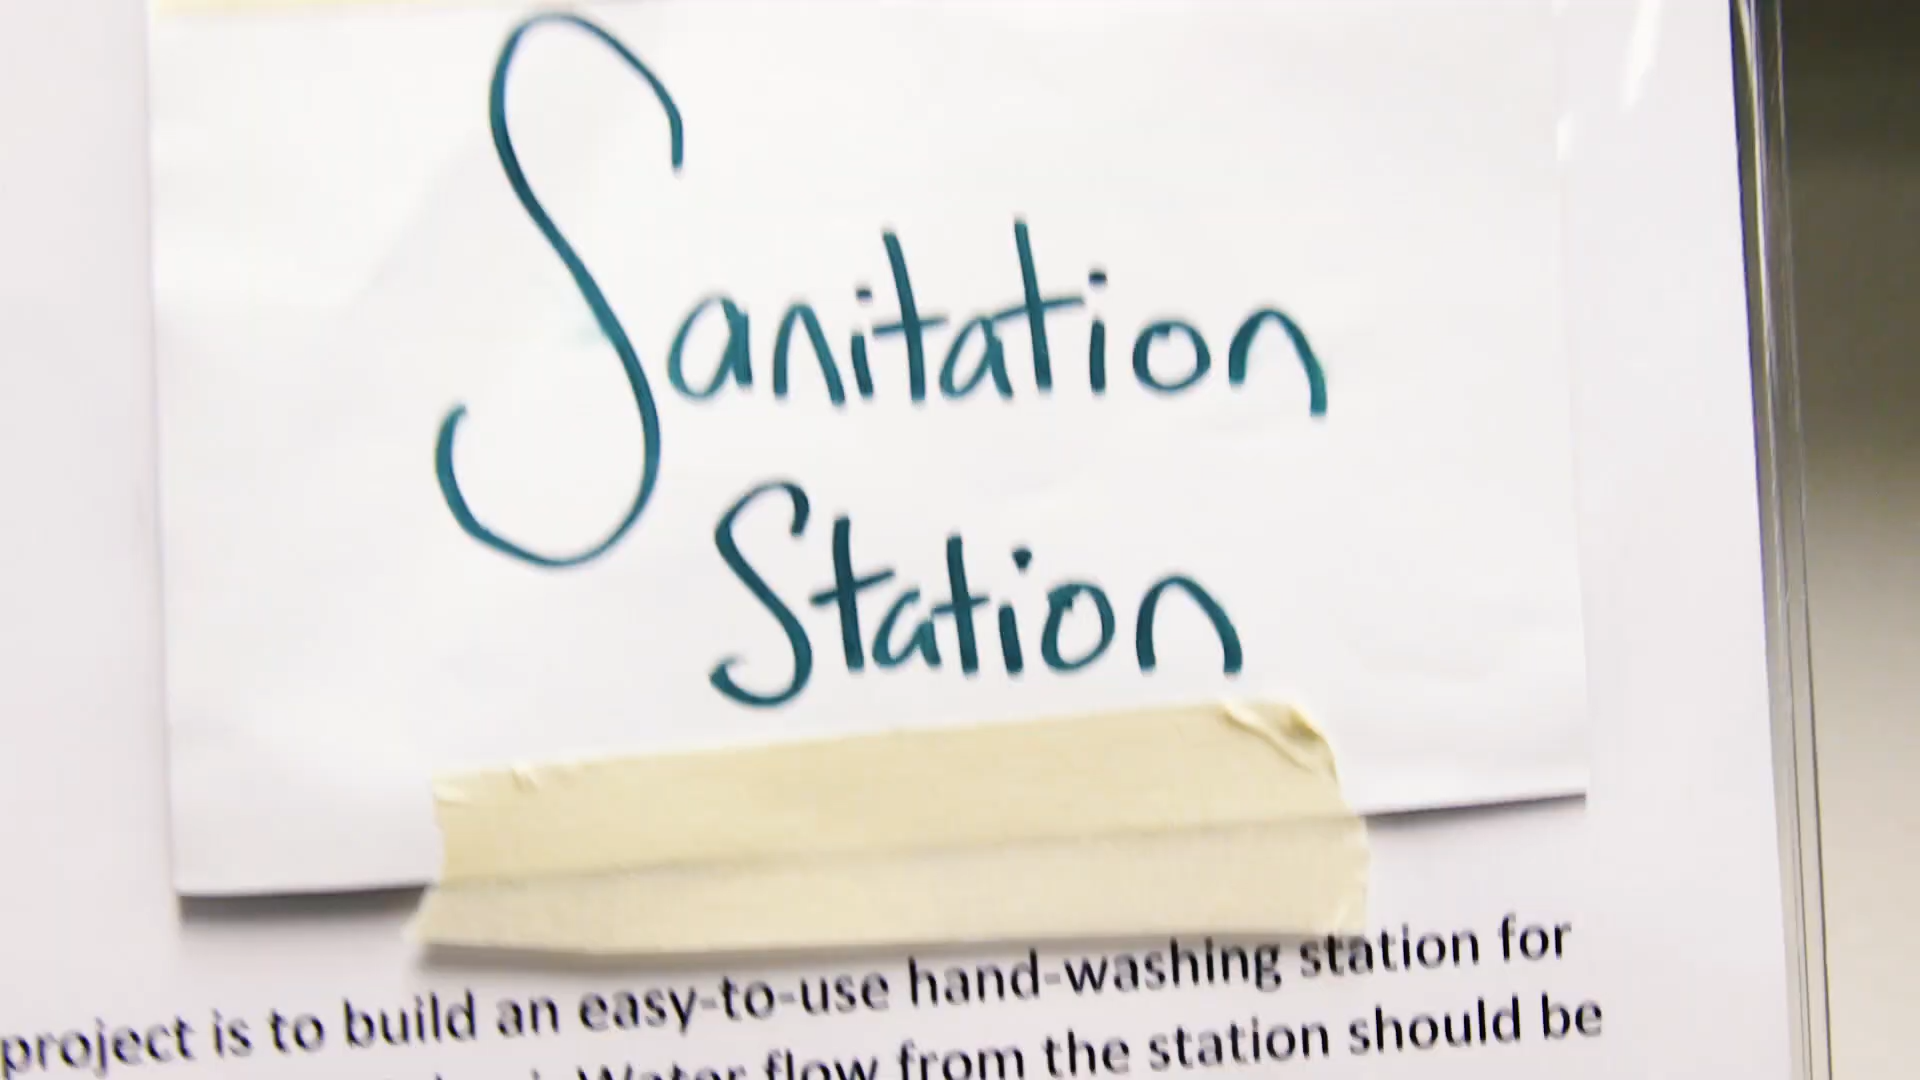 Sanitation
Station
project is to build an easy-to-use hand-washing station for
Water flow from the station should be